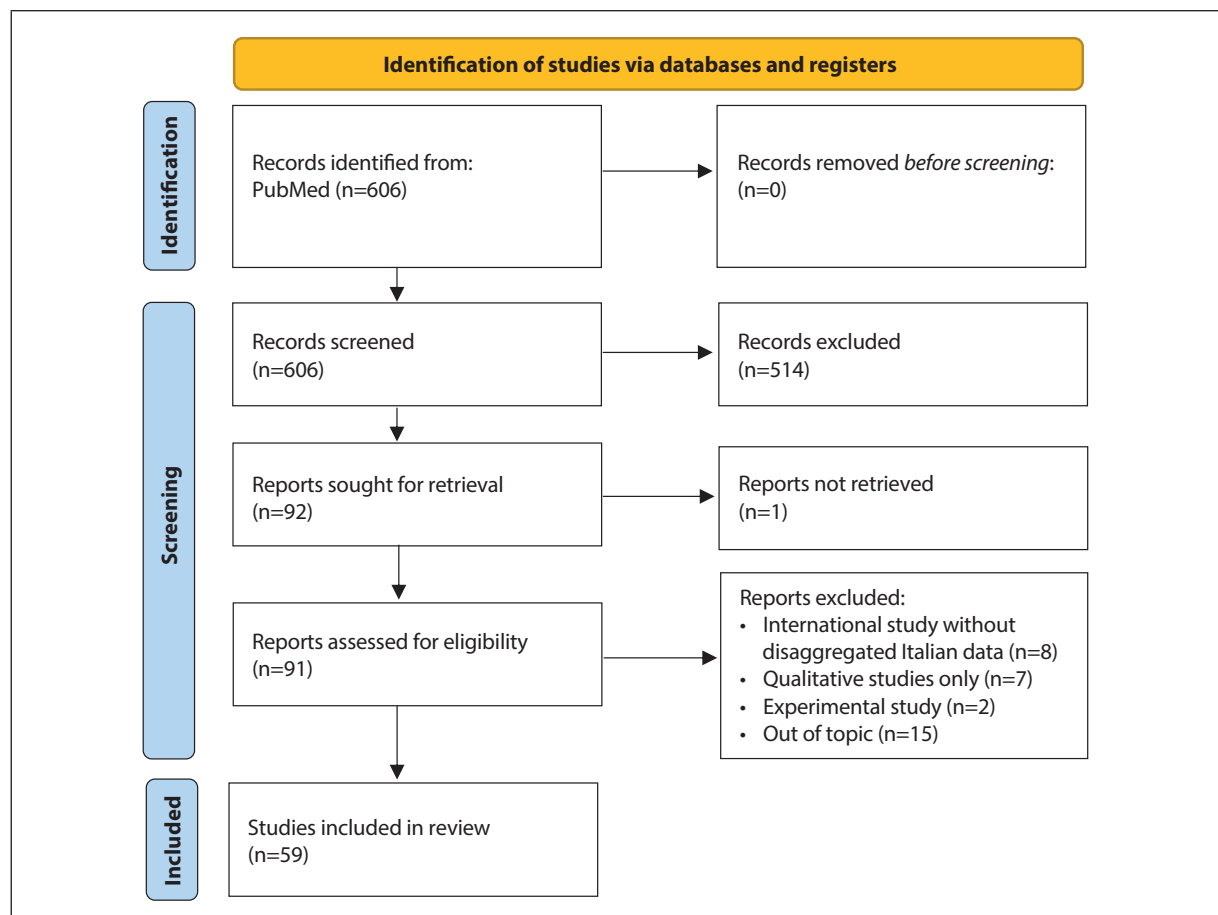 Identification of studies via databases and registers
Identification
Records identified from:
PubMed (n=606)
Records removed before screening:
(n=0)
Screening
Records screened
(n=606)
Records excluded
(n=514)
Reports sought for retrieval
(n=92)
Reports not retrieved
(n=1)
Reports assessed for eligibility
(n=91)
Reports excluded:
• International study without
disaggregated Italian data (n=8)
• Qualitative studies only (n=7)
• Experimental study (n=2)
• Out of topic (n=15)
Included
Studies included in review
(n=59)